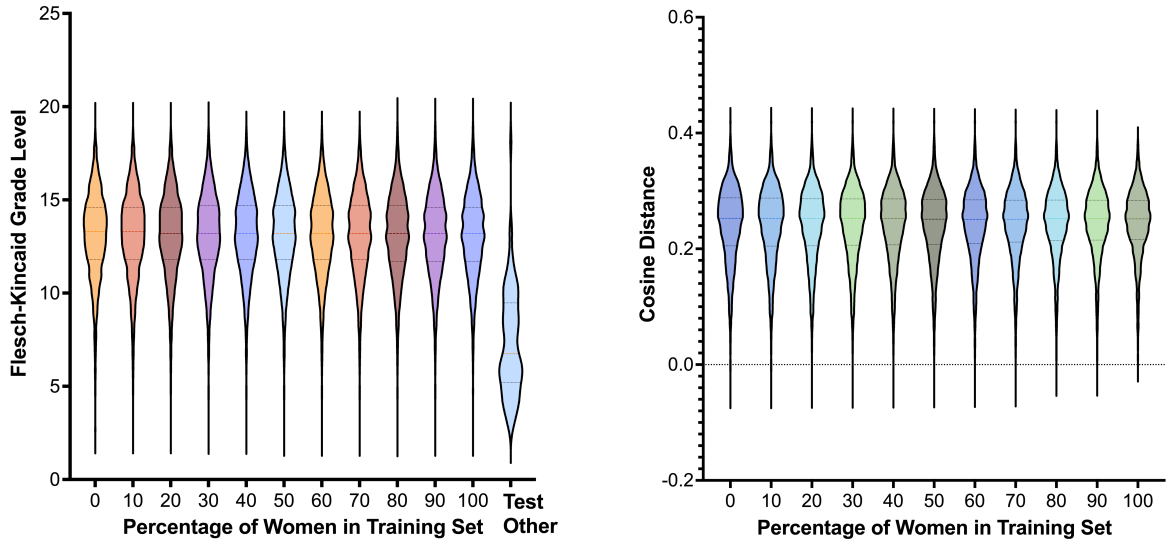 25
20
15
10
5
0
Flesch-Kincaid Grade Level
0 10 20 30 40 50 60 70 80 90 100 Test
Other
Percentage of Women in Training Set
0.6
0.4
0.2
0.0
-0.2
Cosine Distance
0 10 20 30 40 50 60 70 80 90 100
Percentage of Women in Training Set